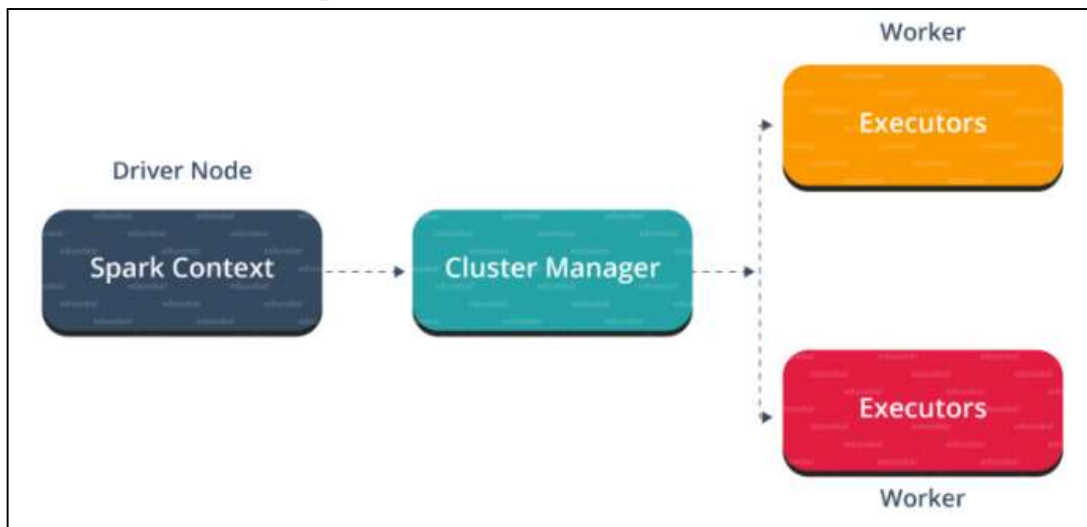 Worker
Executors
Driver Node
Spark Context
Cluster Manager
Executors
Worker